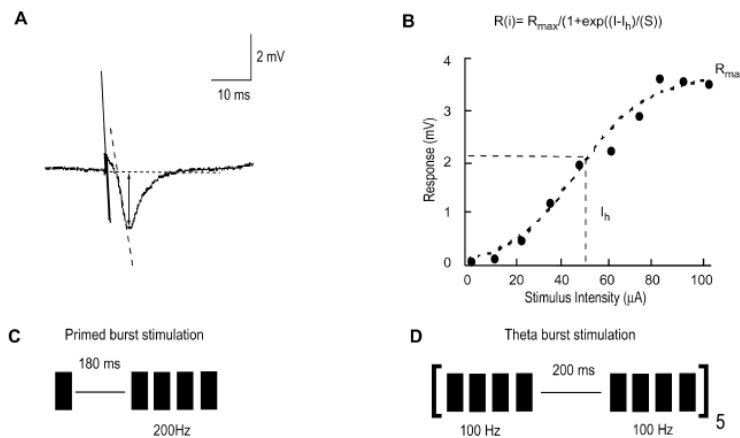 A
2 mV
10 ms
B
R(i)= Rmax/(1+exp((I-Ih)/(S))
Rma
4
3
2
1
0
Response (mV)
Ih
0 20 40 60 80 100
Stimulus Intensity (µA)
C
Primed burst stimulation
180 ms
200Hz
D
Theta burst stimulation
200 ms
100 Hz
100 Hz
5